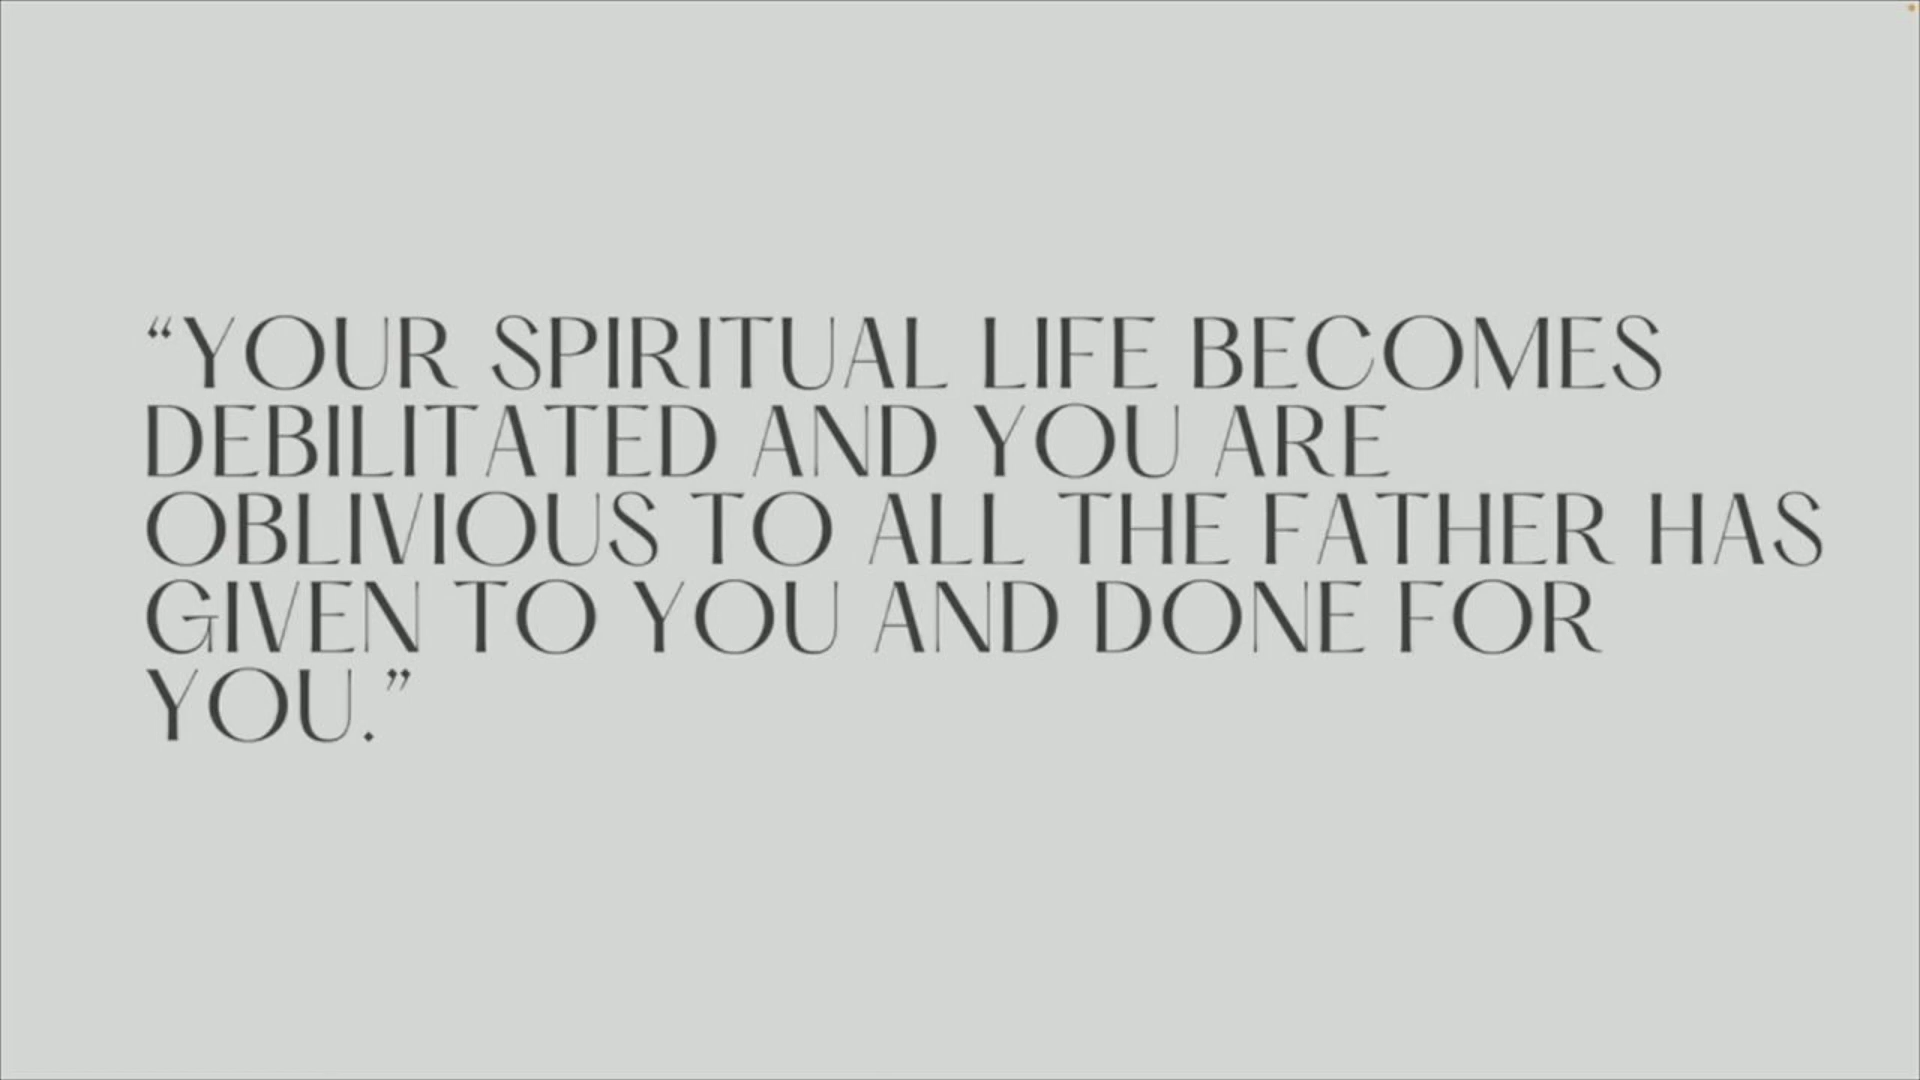 “YOUR SPIRITUAL LIFE BECOMES
DEBILITATED AND YOU ARE
OBLIVIOUS TO ALL THE FATHER HAS
GIVEN TO YOU AND DONE FOR
YOU.”